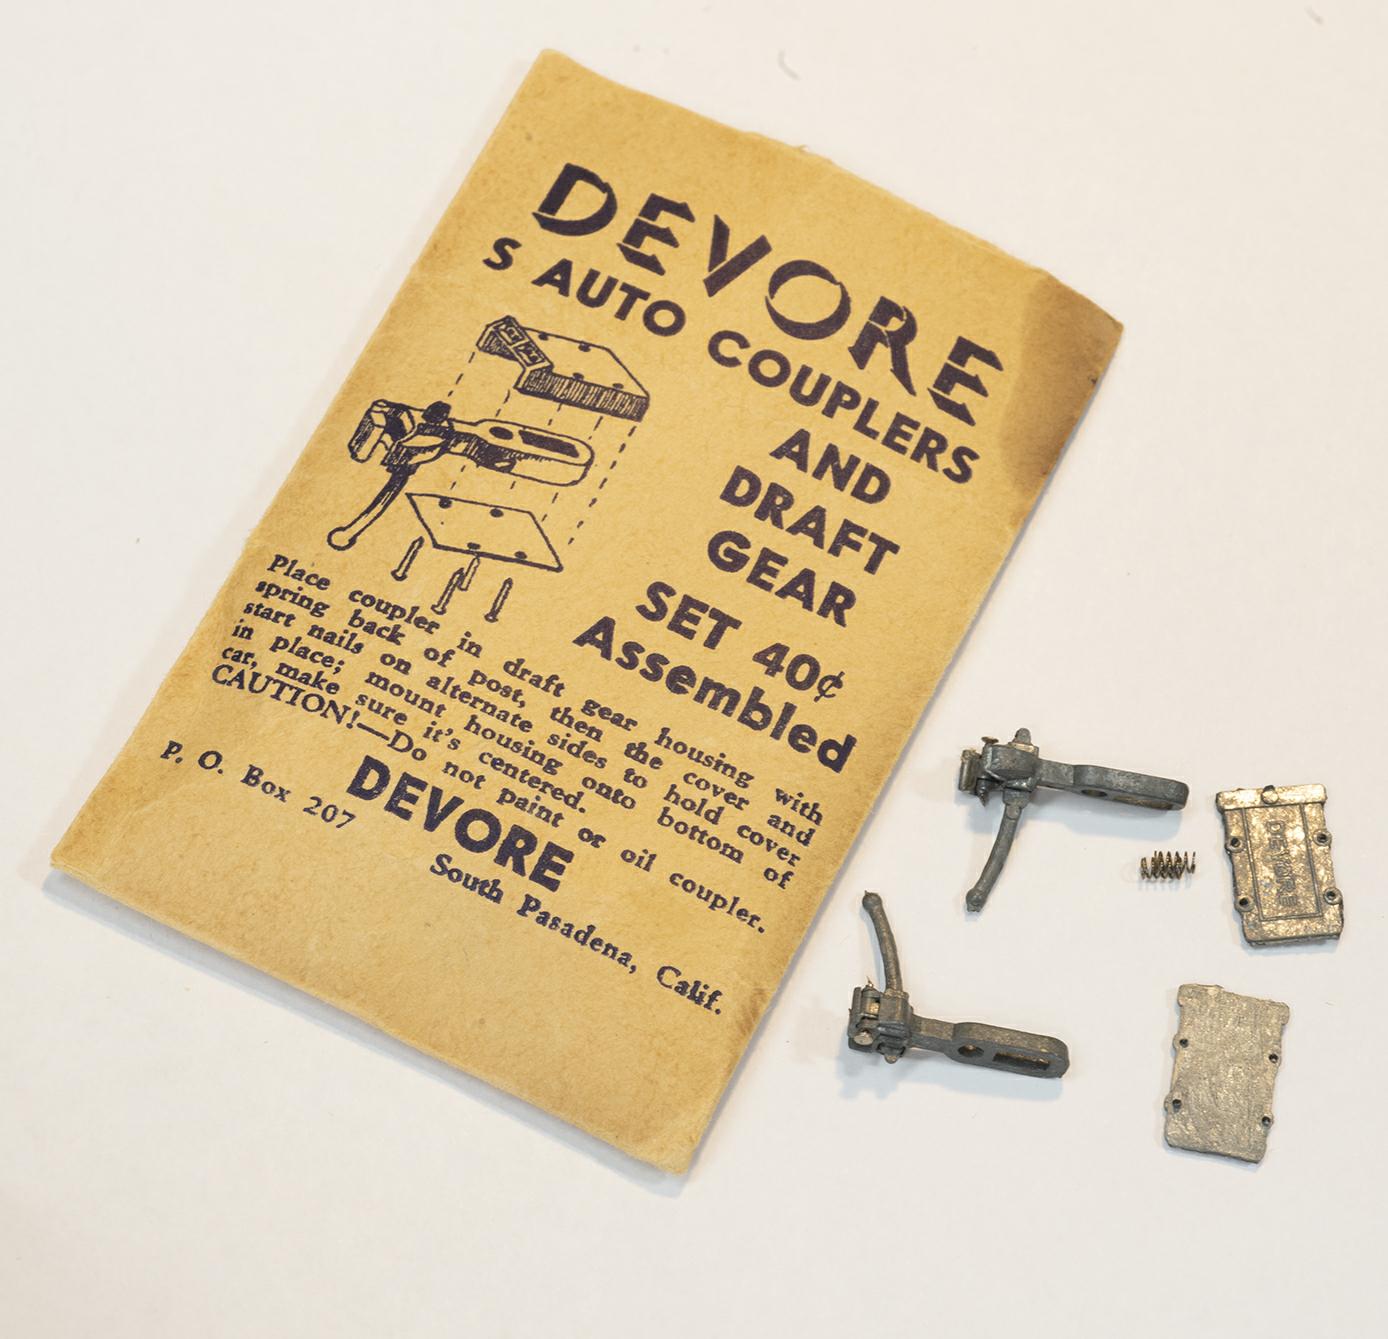 DEVORE
S AUTO COUPLERS
AND
DRAFT
GEAR
SET 40¢
Assembled
Place coupler in draft gear housing with
spring back of post, then the cover and
start nails on alternate sides to hold cover
in place; mount housing onto bottom of
car, make sure it's centered.
CAUTION!—Do not paint or oil coupler.
DEVORE
P. O. Box 207
South Pasadena, Calif.
DEVORE